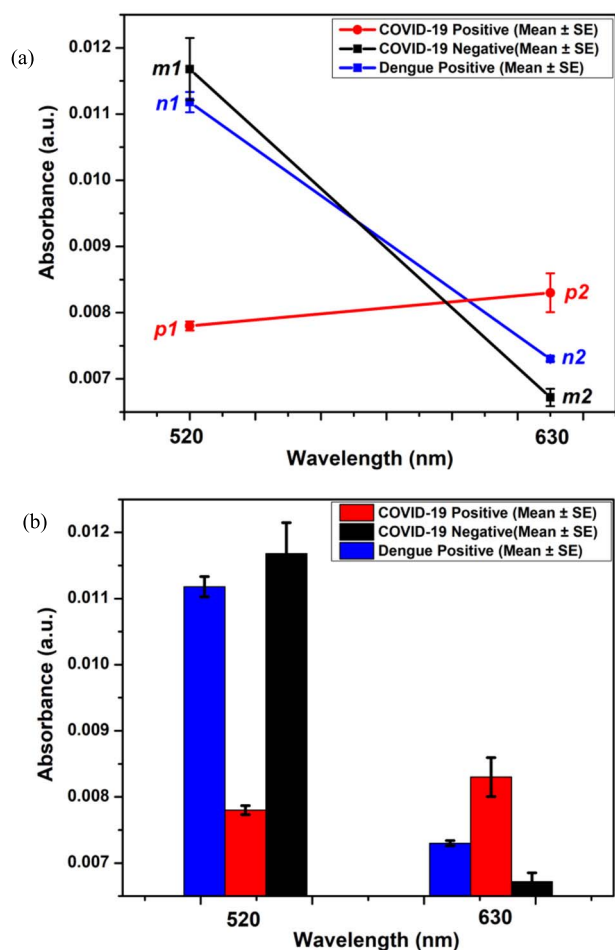 (a)
0.012
0.011
0.010
0.009
0.008
0.007
Absorbance (a.u.)
COVID-19 Positive (Mean ± SE)
COVID-19 Negative(Mean ± SE)
Dengue Positive (Mean ± SE)
m1
n1
p1
p2
n2
m2
520
630
Wavelength (nm)
(b)
0.012
0.011
0.010
0.009
0.008
0.007
Absorbance (a.u.)
COVID-19 Positive (Mean ± SE)
COVID-19 Negative(Mean ± SE)
Dengue Positive (Mean ± SE)
520
630
Wavelength (nm)